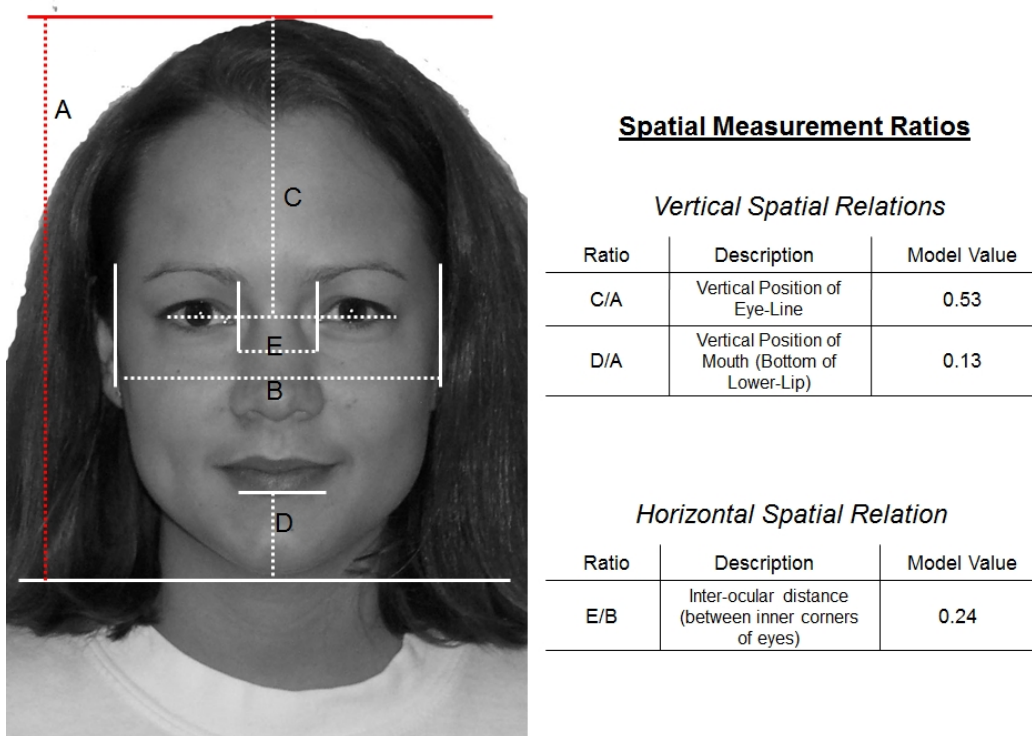 A
C
E
B
D
Spatial Measurement Ratios
Vertical Spatial Relations
Ratio Description Model Value
C/A Vertical Position of Eye-Line 0.53
D/A Vertical Position of Mouth (Bottom of Lower-Lip) 0.13
Horizontal Spatial Relation
Ratio Description Model Value
E/B Inter-ocular distance (between inner corners of eyes) 0.24